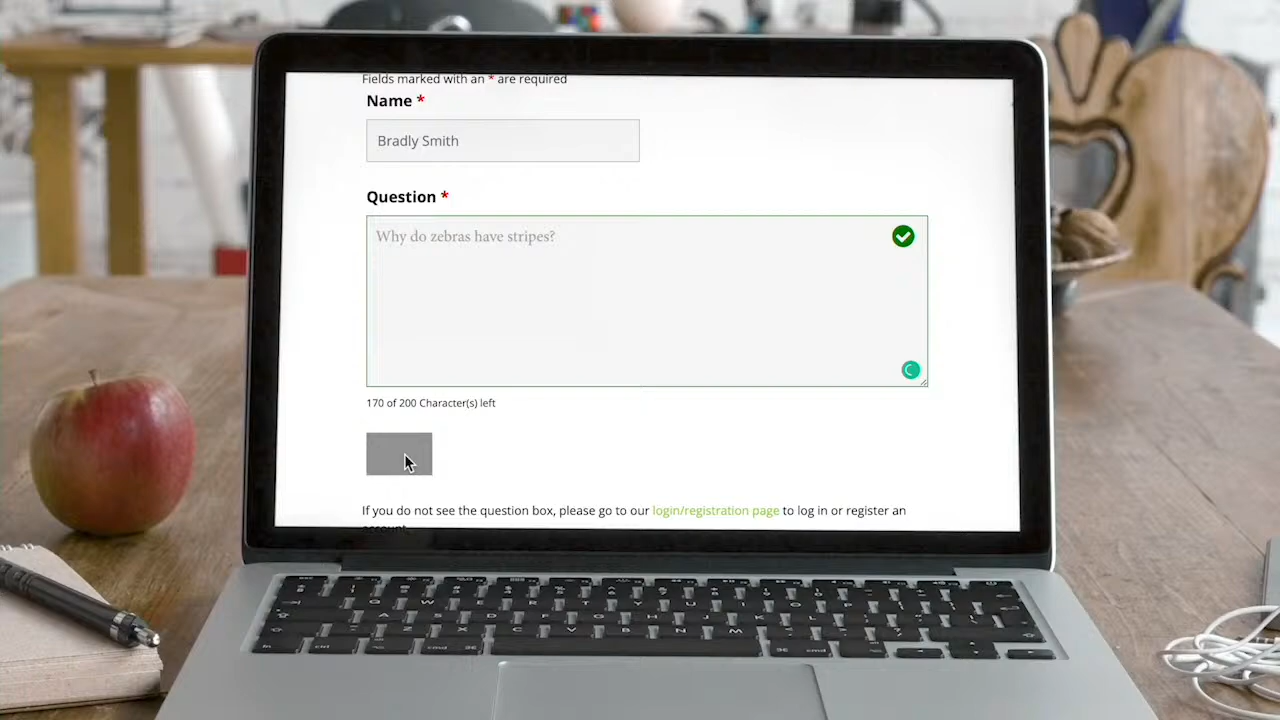 Fields marked with an * are required
Name *
Bradly Smith
Question *
Why do zebras have stripes?
170 of 200 Character(s) left
If you do not see the question box, please go to our login/registration page to log in or register an
account